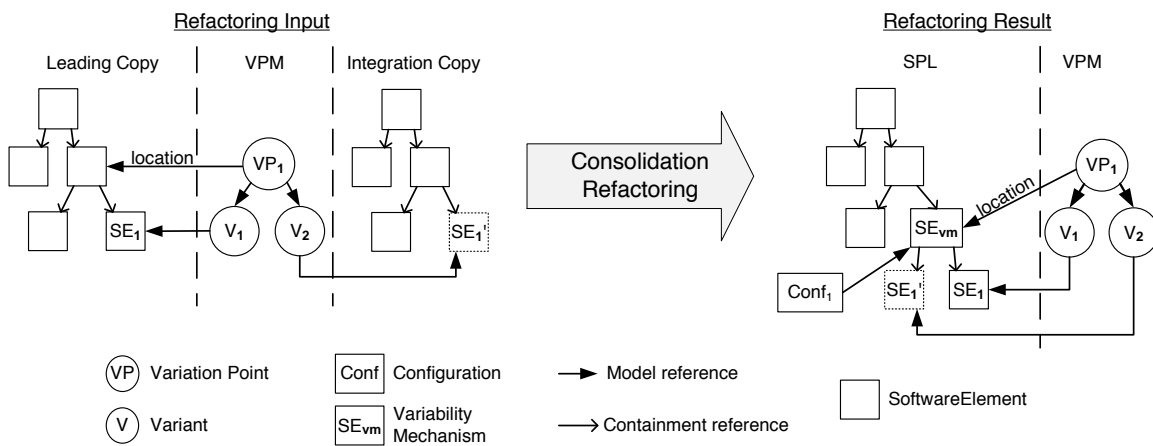 Refactoring Input
Refactoring Result
Leading Copy
VPM
Integration Copy
SPL
VPM
location
VP1
Consolidation
Refactoring
VP1
location
SE1
V1
V2
SE1'
SEvm
V1
V2
Conf1
SE1'
SE1
VP Variation Point
Conf Configuration
Model reference
SoftwareElement
V Variant
SEvm Variability
Mechanism
Containment reference